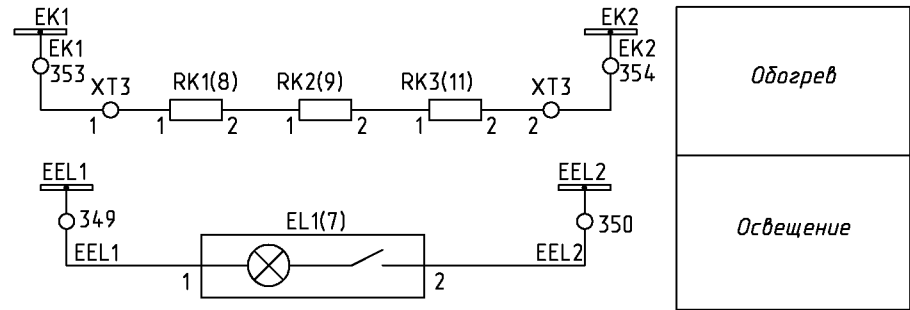 EK1 EK2
EK1 EK2
353 354
XT3 RK1(8) RK2(9) RK3(11) XT3
1 1 2 1 2 1 2 2
Обогрев
EEL1 EEL2
349 EL1(7) 350
EEL1 EEL2
1 2
Освещение